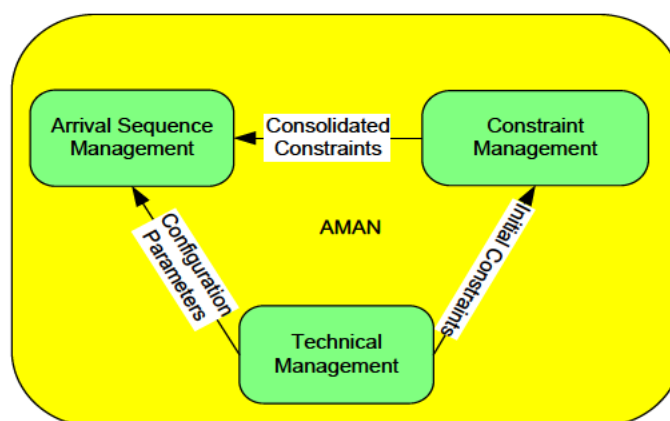 Arrival Sequence
Management
Consolidated
Constraints
Constraint
Management
Configuration
Parameters
AMAN
Initial Constraints
Technical
Management